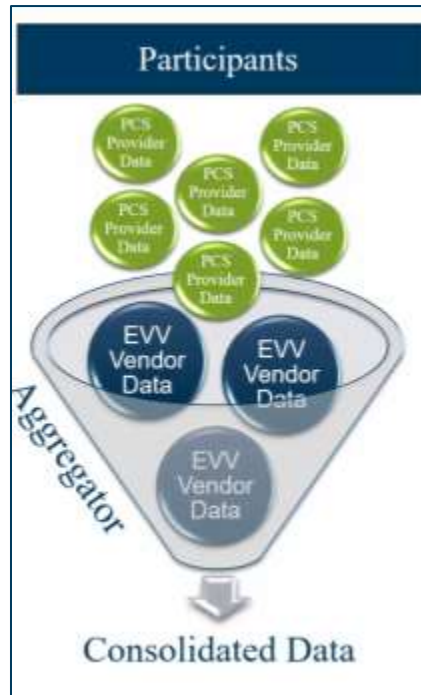 Participants
PCS
Provider
Data
PCS
Provider
Data
PCS
Provider
Data
PCS
Provider
Data
PCS
Provider
Data
PCS
Provider
Data
EVV
Vendor
Data
EVV
Vendor
Data
EVV
Vendor
Data
Aggregator
Consolidated Data